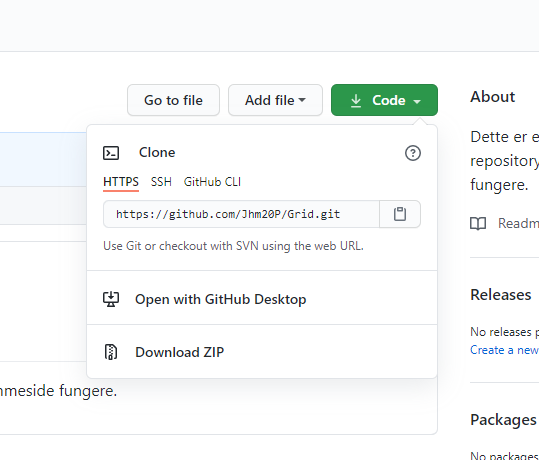 Go to file
Add file
Code
Clone
HTTPS SSH GitHub CLI
https://github.com/Jhm20P/Grid.git
Use Git or checkout with SVN using the web URL.
Open with GitHub Desktop
Download ZIP
mmeside fungere.
About
Dette er e
repository
fungere.
Readm
Releases
No releases p
Create a new
Packages
No packages